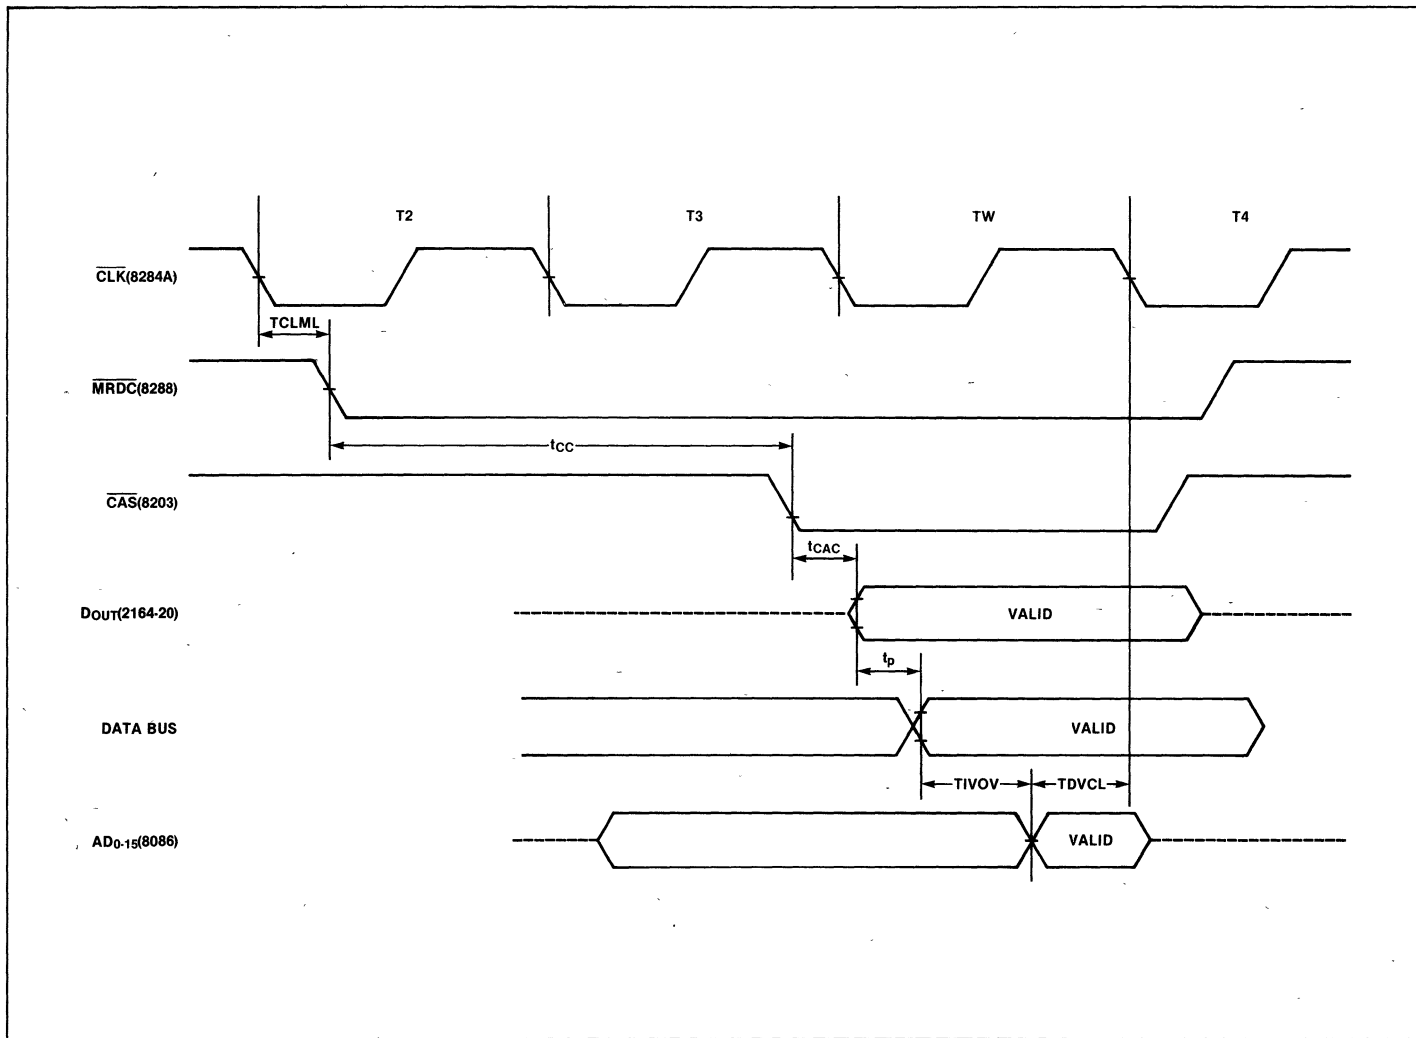 T2 T3 TW T4
CLK(8284A)
TCLML
MRDC(8288)
tCC
CAS(8203)
tCAC
DOUT(2164-20)
VALID
tp
DATA BUS
VALID
TIVOV TDVCL
AD0-15(8086)
VALID